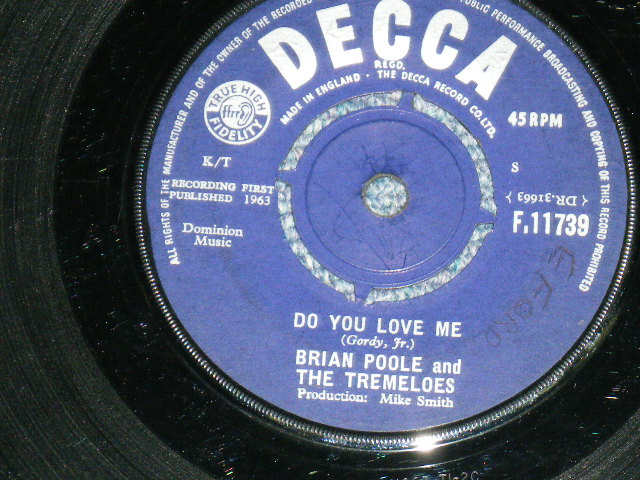 ALL RIGHTS OF THE MANUFACTURER AND OF THE OWNER OF THE RECORDED
PUBLIC PERFORMANCE BROADCASTING AND COPYING OF THIS RECORD PROHIBITED
DECCA
REGD.
MADE IN ENGLAND · THE DECCA RECORD CO. LTD.
TRUE HIGH
ffrr
FIDELITY
45 RPM
K/T
S
RECORDING FIRST
PUBLISHED 1963
(DR·31663)
F.11739
Dominion
Music
DO YOU LOVE ME
(Gordy, Jr.)
BRIAN POOLE and
THE TREMELOES
Production: Mike Smith